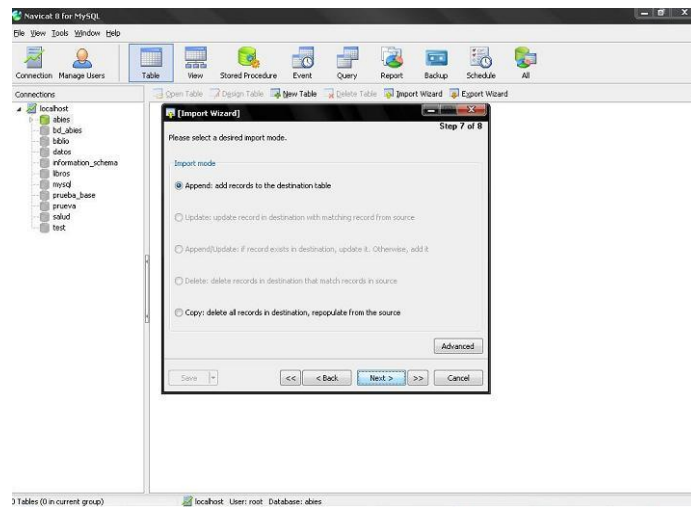 Navicat 8 for MySQL
File View Tools Window Help
Connection Manage Users Table View Stored Procedure Event Query Report Backup Schedule All
Connections
Open Table Design Table New Table Delete Table Import Wizard Export Wizard
localhost
abies
bd_abies
biblio
datos
information_schema
libros
mysql
prueba_base
prueva
salud
test
[Import Wizard]
Step 7 of 8
Please select a desired import mode.
Import mode
Append: add records to the destination table
Update: update record in destination with matching record from source
Append/Update: if record exists in destination, update it. Otherwise, add it
Delete: delete records in destination that match records in source
Copy: delete all records in destination, repopulate from the source
Advanced
Save << < Back Next > >> Cancel
0 Tables (0 in current group) localhost User: root Database: abies